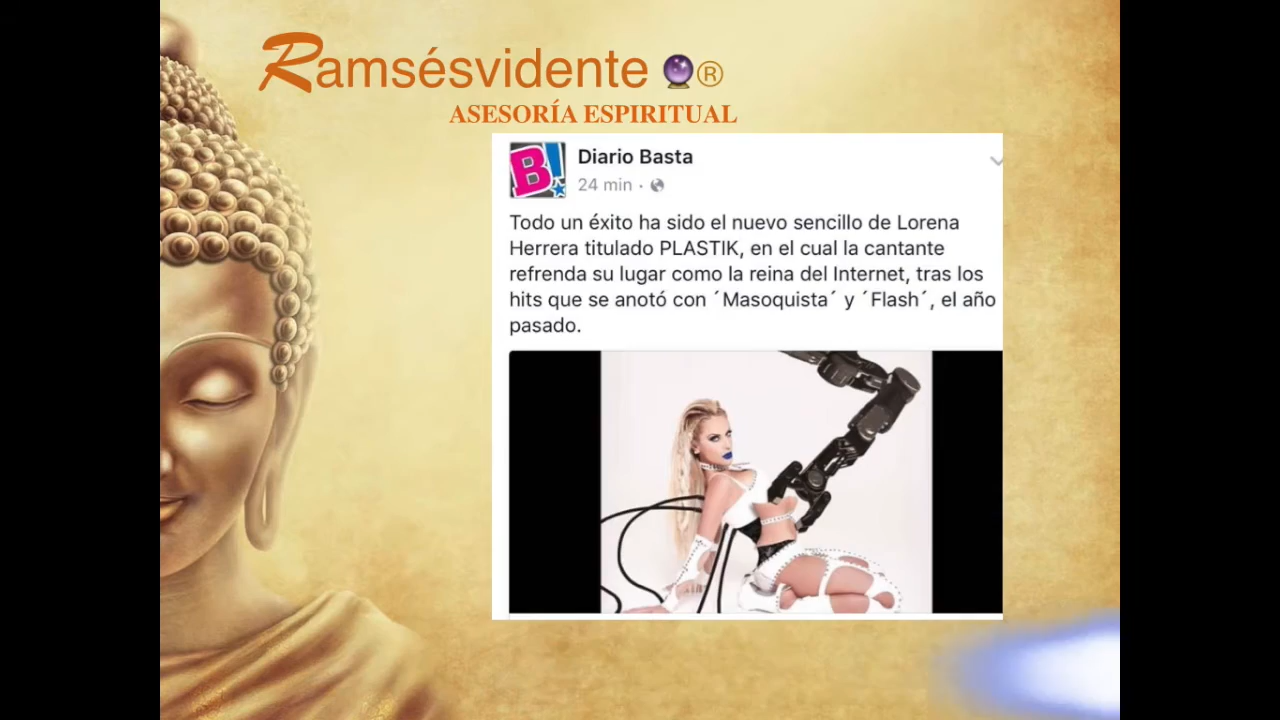 Ramsésvidente ®
ASESORÍA ESPIRITUAL
B!
Diario Basta
24 min ·
Todo un éxito ha sido el nuevo sencillo de Lorena
Herrera titulado PLASTIK, en el cual la cantante
refrenda su lugar como la reina del Internet, tras los
hits que se anotó con ´Masoquista´ y ´Flash´, el año
pasado.